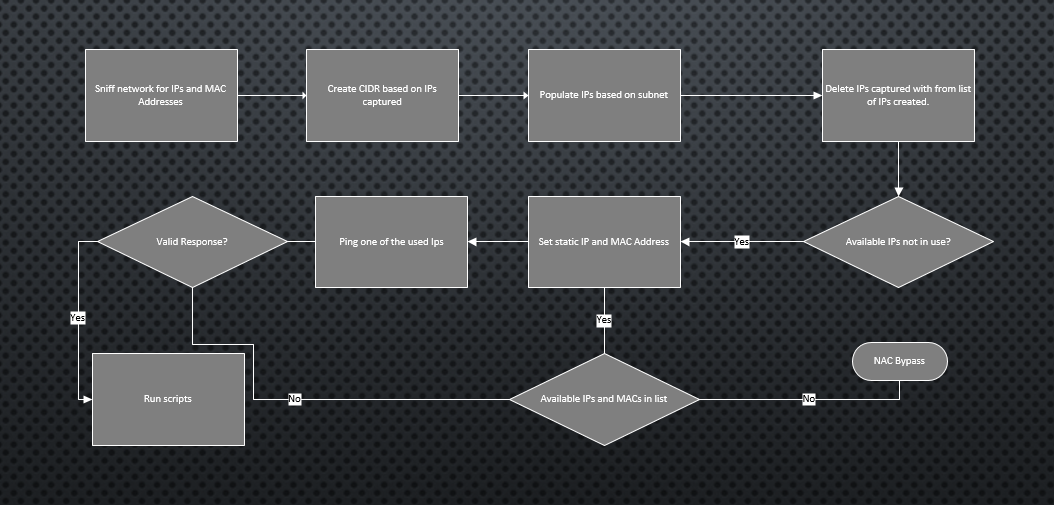 Sniff network for IPs and MAC
Addresses
Create CIDR based on IPs
captured
Populate IPs based on subnet
Delete IPs captured with from list
of IPs created.
Valid Response?
Ping one of the used Ips
Set static IP and MAC Address
Yes
Available IPs not in use?
Yes
Yes
NAC Bypass
Run scripts
No
Available IPs and MACs in list
No